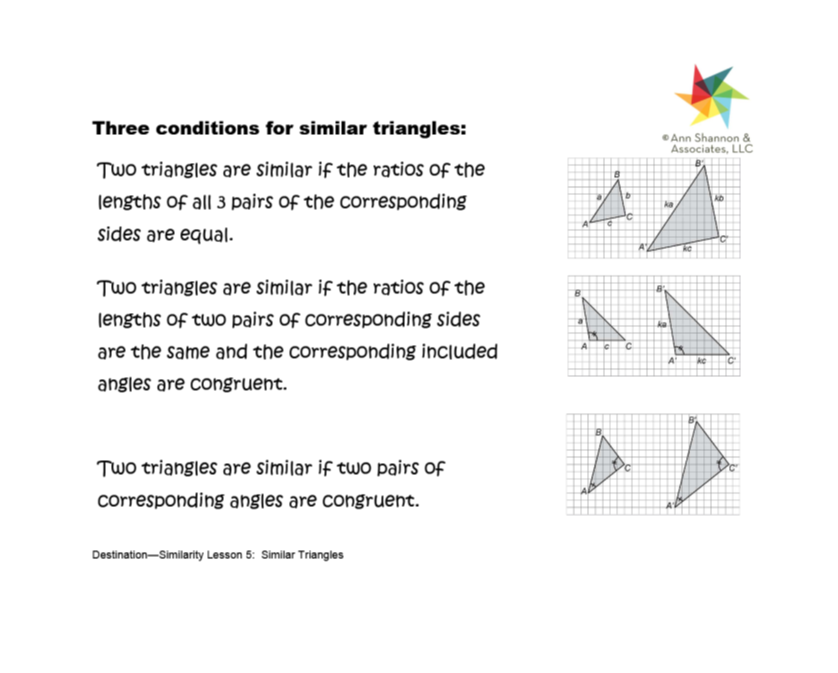 © Ann Shannon &
Associates, LLC
Three conditions for similar triangles:
Two triangles are similar if the ratios of the
lengths of all 3 pairs of the corresponding
sides are equal.
B
a
b
A
c
C
B'
ka
kb
A'
kc
C'
Two triangles are similar if the ratios of the
lengths of two pairs of corresponding sides
are the same and the corresponding included
angles are congruent.
B
a
A
c
C
B'
ka
A'
kc
C'
Two triangles are similar if two pairs of
corresponding angles are congruent.
B
A
C
B'
A'
C'
Destination—Similarity Lesson 5: Similar Triangles